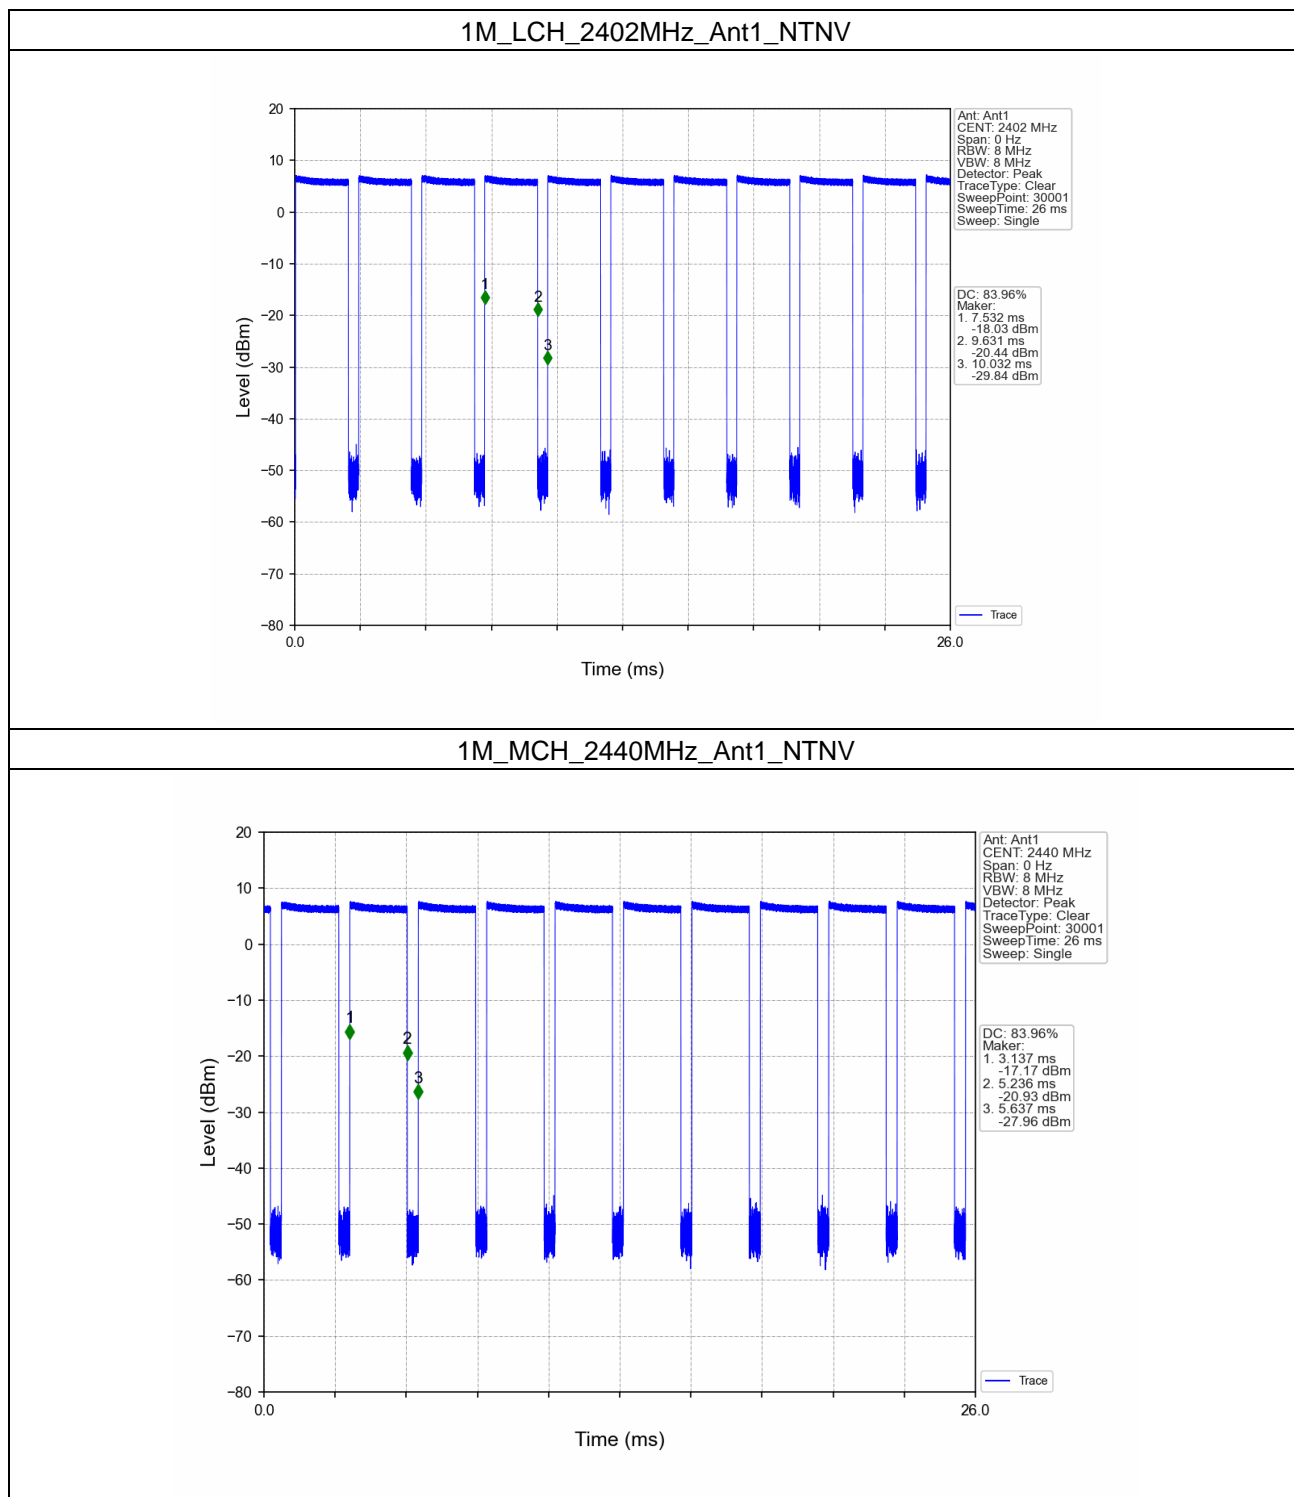 1M_LCH_2402MHz_Ant1_NTNV
20
10
0
−10
−20
−30
−40
−50
−60
−70
−80
Level (dBm)
1
2
3
0.0
26.0
Time (ms)
Ant: Ant1
CENT: 2402 MHz
Span: 0 Hz
RBW: 8 MHz
VBW: 8 MHz
Detector: Peak
TraceType: Clear
SweepPoint: 30001
SweepTime: 26 ms
Sweep: Single
DC: 83.96%
Maker:
1. 7.532 ms
-18.03 dBm
2. 9.631 ms
-20.44 dBm
3. 10.032 ms
-29.84 dBm
Trace
1M_MCH_2440MHz_Ant1_NTNV
20
10
0
−10
−20
−30
−40
−50
−60
−70
−80
Level (dBm)
1
2
3
0.0
26.0
Time (ms)
Ant: Ant1
CENT: 2440 MHz
Span: 0 Hz
RBW: 8 MHz
VBW: 8 MHz
Detector: Peak
TraceType: Clear
SweepPoint: 30001
SweepTime: 26 ms
Sweep: Single
DC: 83.96%
Maker:
1. 3.137 ms
-17.17 dBm
2. 5.236 ms
-20.93 dBm
3. 5.637 ms
-27.96 dBm
Trace